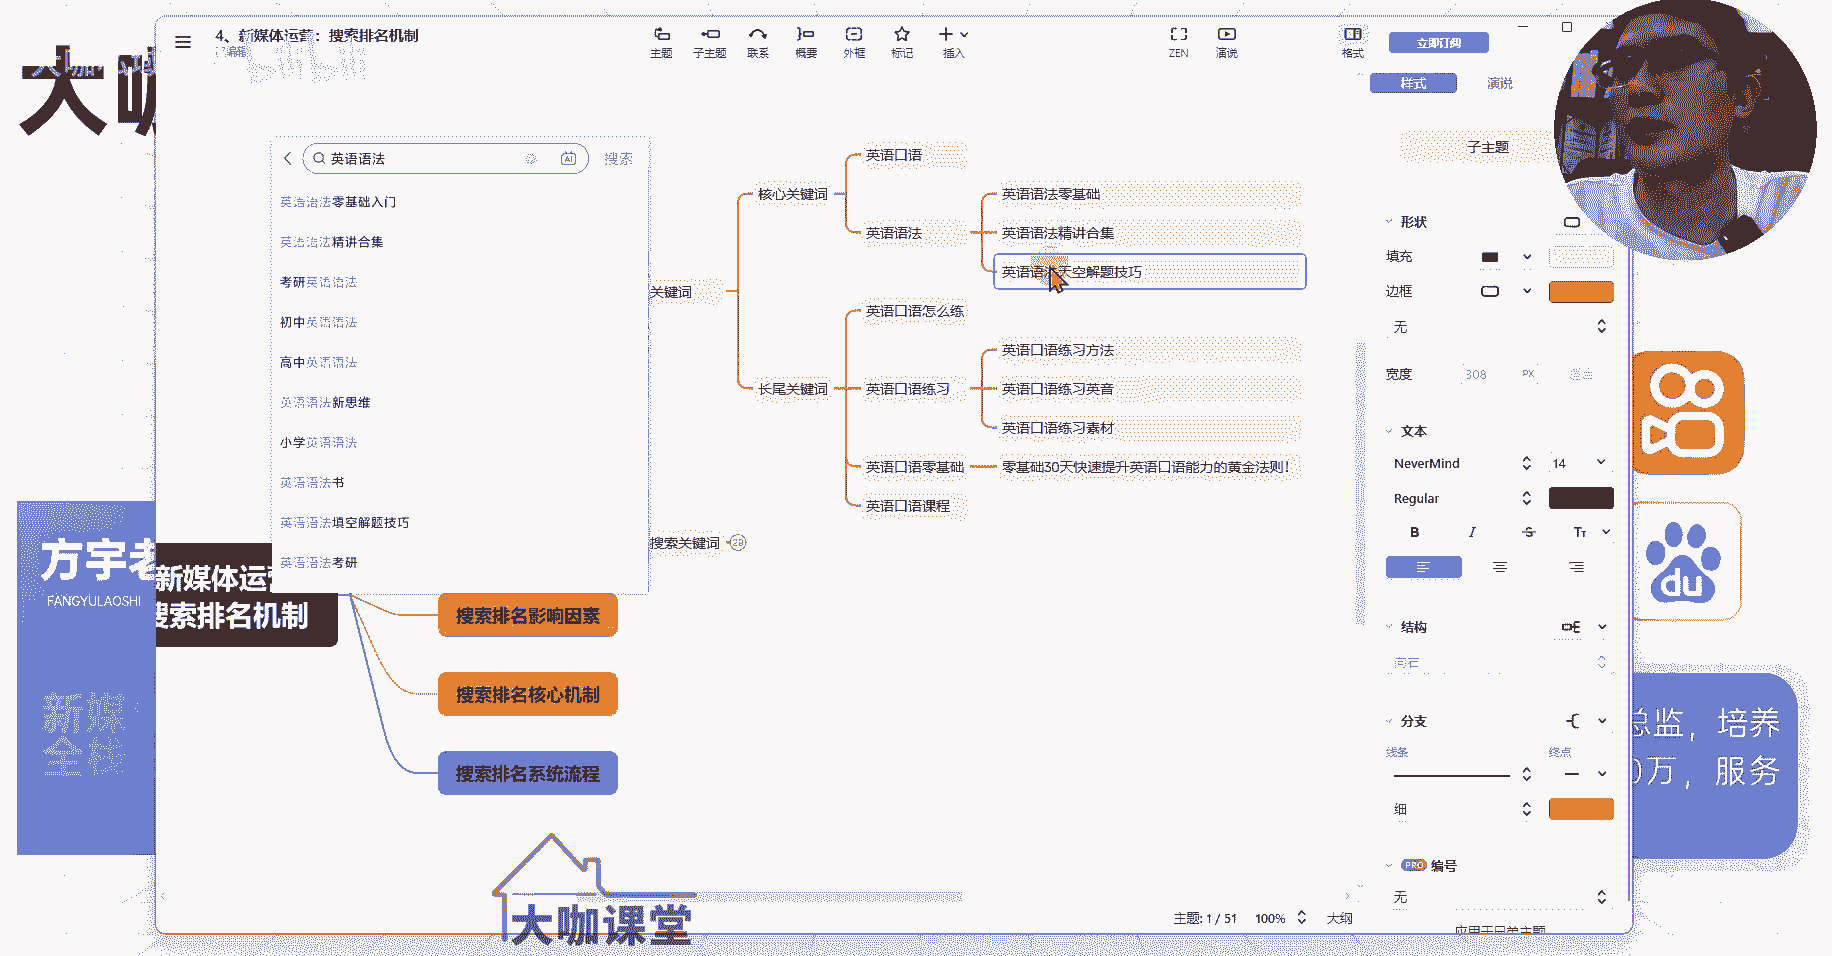 4、新媒体运营：搜索排名机制
已编辑
主题
子主题
联系
概要
外框
标记
插入
ZEN
演说
格式
立即订阅
样式
演说
大咖
英语语法
AI
搜索
英语语法零基础入门
英语语法精讲合集
考研英语语法
初中英语语法
高中英语语法
英语语法新思维
小学英语语法
英语语法书
英语语法填空解题技巧
英语语法考研
关键词
核心关键词
英语口语
英语语法
英语语法零基础
英语语法精讲合集
英语语法天空解题技巧
长尾关键词
英语口语怎么练
英语口语练习
英语口语练习方法
英语口语练习英音
英语口语练习素材
英语口语零基础
零基础30天快速提升英语口语能力的黄金法则！
英语口语课程
搜索关键词
29
方宇老
FANGYULAOSHI
新媒
全栈
新媒体运营
搜索排名机制
搜索排名影响因素
搜索排名核心机制
搜索排名系统流程
大咖课堂
子主题
形状
填充
边框
无
宽度
308
PX
文本
NeverMind
14
Regular
B
I
S
Tт
结构
向右
分支
线条
终点
细
PRO 编号
无
应用于兄弟主题
主题: 1 / 51
100%
大纲
du
总监，培养
0万，服务